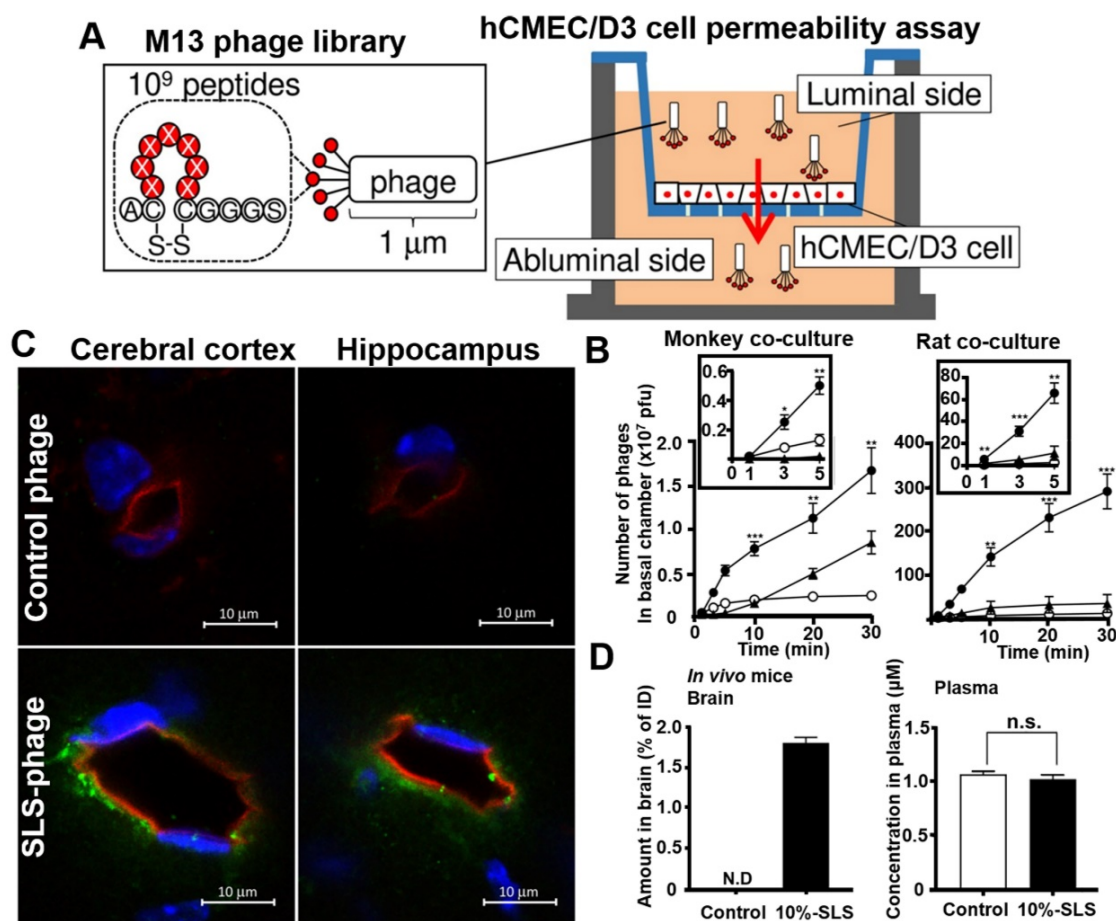 A
M13 phage library
hCMEC/D3 cell permeability assay
10⁹ peptides
X X X X X X X
A C C G G G S
S-S
phage
1 μm
Luminal side
Abluminal side
hCMEC/D3 cell
C
Cerebral cortex
Hippocampus
Control phage
10 μm
10 μm
SLS-phage
10 μm
10 μm
B
Monkey co-culture
Rat co-culture
Number of phages
In basal chamber (x10⁷ pfu)
2.0
1.5
1.0
0.5
0
0 10 20 30
Time (min)
0.6
0.4
0.2
0 1 3 5
* **
*** ** **
400
300
200
100
0 10 20 30
Time (min)
80
60
40
20
0
0 1 3 5
** *** **
** *** ***
D
In vivo mice
Brain
Amount in brain (% of ID)
2.0
1.5
1.0
0.5
0
N.D
Control 10%-SLS
Plasma
Concentration in plasma (μM)
1.5
1.0
0.5
0
n.s.
Control 10%-SLS